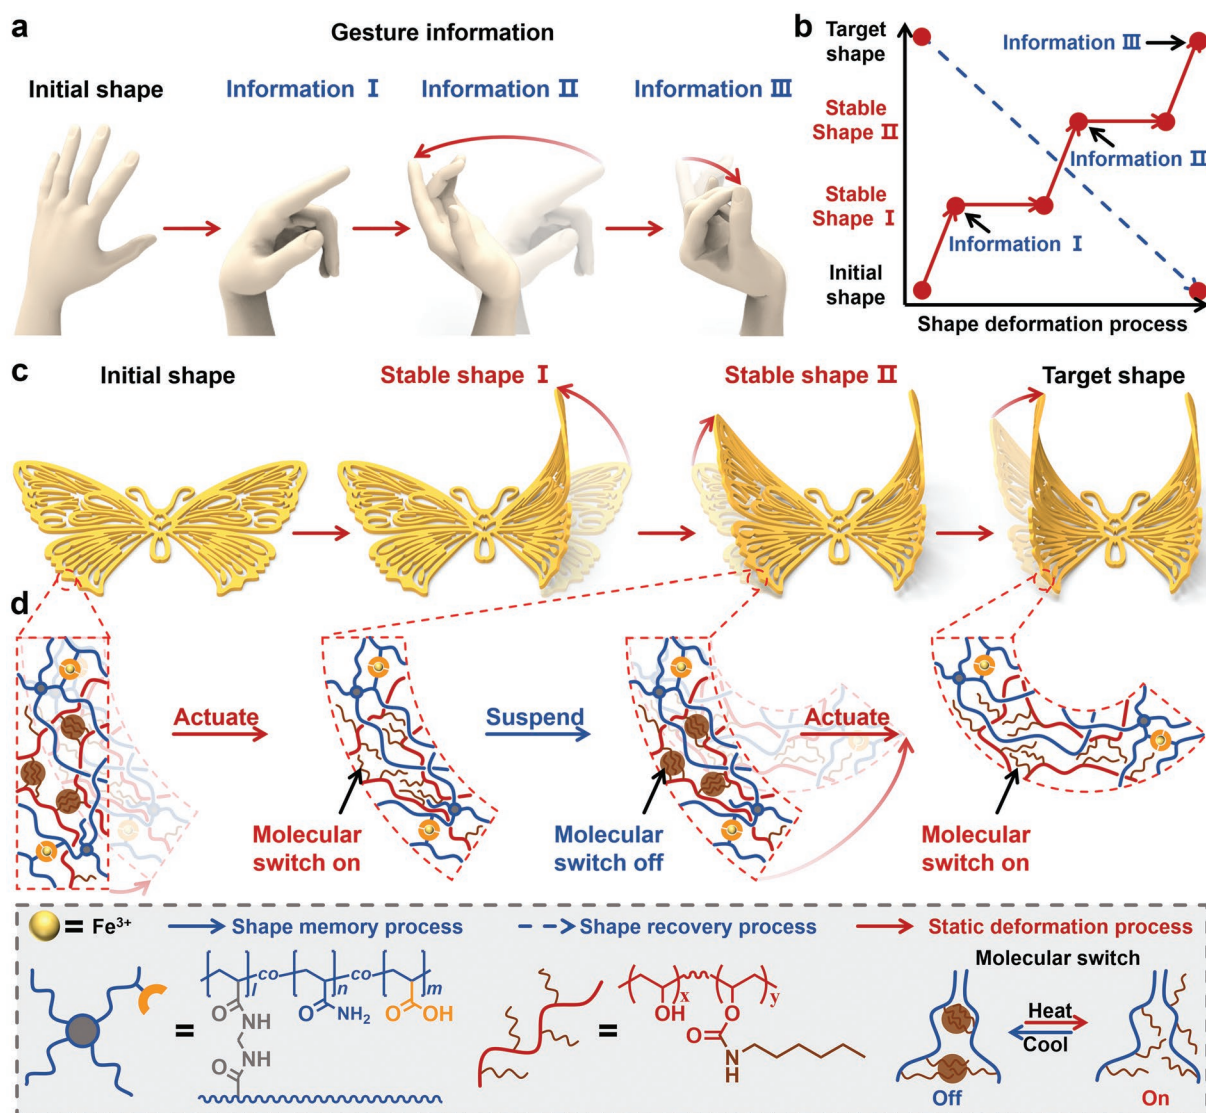 a
Gesture information
Initial shape
Information I
Information II
Information III
b
Target
shape
Stable
Shape II
Stable
Shape I
Initial
shape
Information III
Information II
Information I
Shape deformation process
c
Initial shape
Stable shape I
Stable shape II
Target shape
d
Actuate
Suspend
Actuate
Molecular
switch on
Molecular
switch off
Molecular
switch on
= Fe³⁺
Shape memory process
Shape recovery process
Static deformation process
Molecular switch
co
co
l
n
m
O
NH
NH
O
O
NH₂
O
OH
=
=
OH
x
y
O
O
N
H
Heat
Cool
Off
On